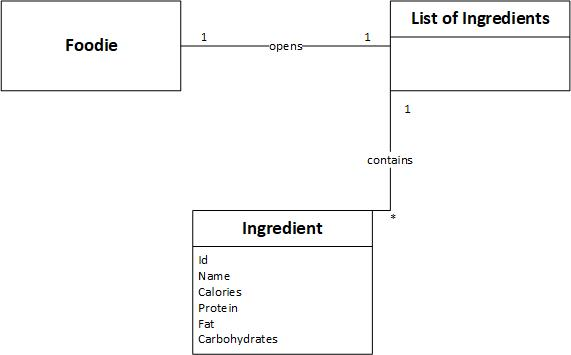 Foodie
1
opens
1
List of Ingredients
1
contains
*
Ingredient
Id
Name
Calories
Protein
Fat
Carbohydrates